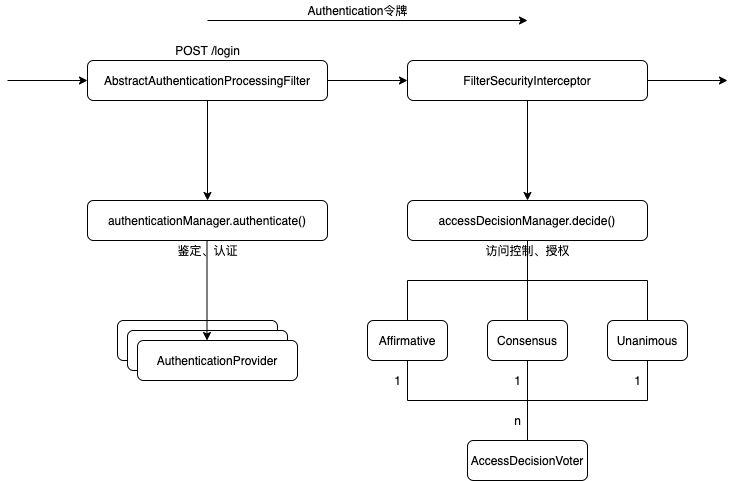 Authentication令牌
POST /login
AbstractAuthenticationProcessingFilter
FilterSecurityInterceptor
authenticationManager.authenticate()
accessDecisionManager.decide()
鉴定、认证
访问控制、授权
Affirmative
Consensus
Unanimous
AuthenticationProvider
1
1
1
n
AccessDecisionVoter